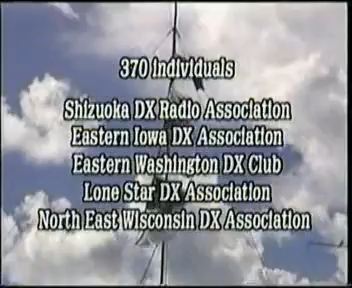 370 Individuals
Shizuoka DX Radio Association
Eastern Iowa DX Association
Eastern Washington DX Club
Lone Star DX Association
North East Wisconsin DX Association